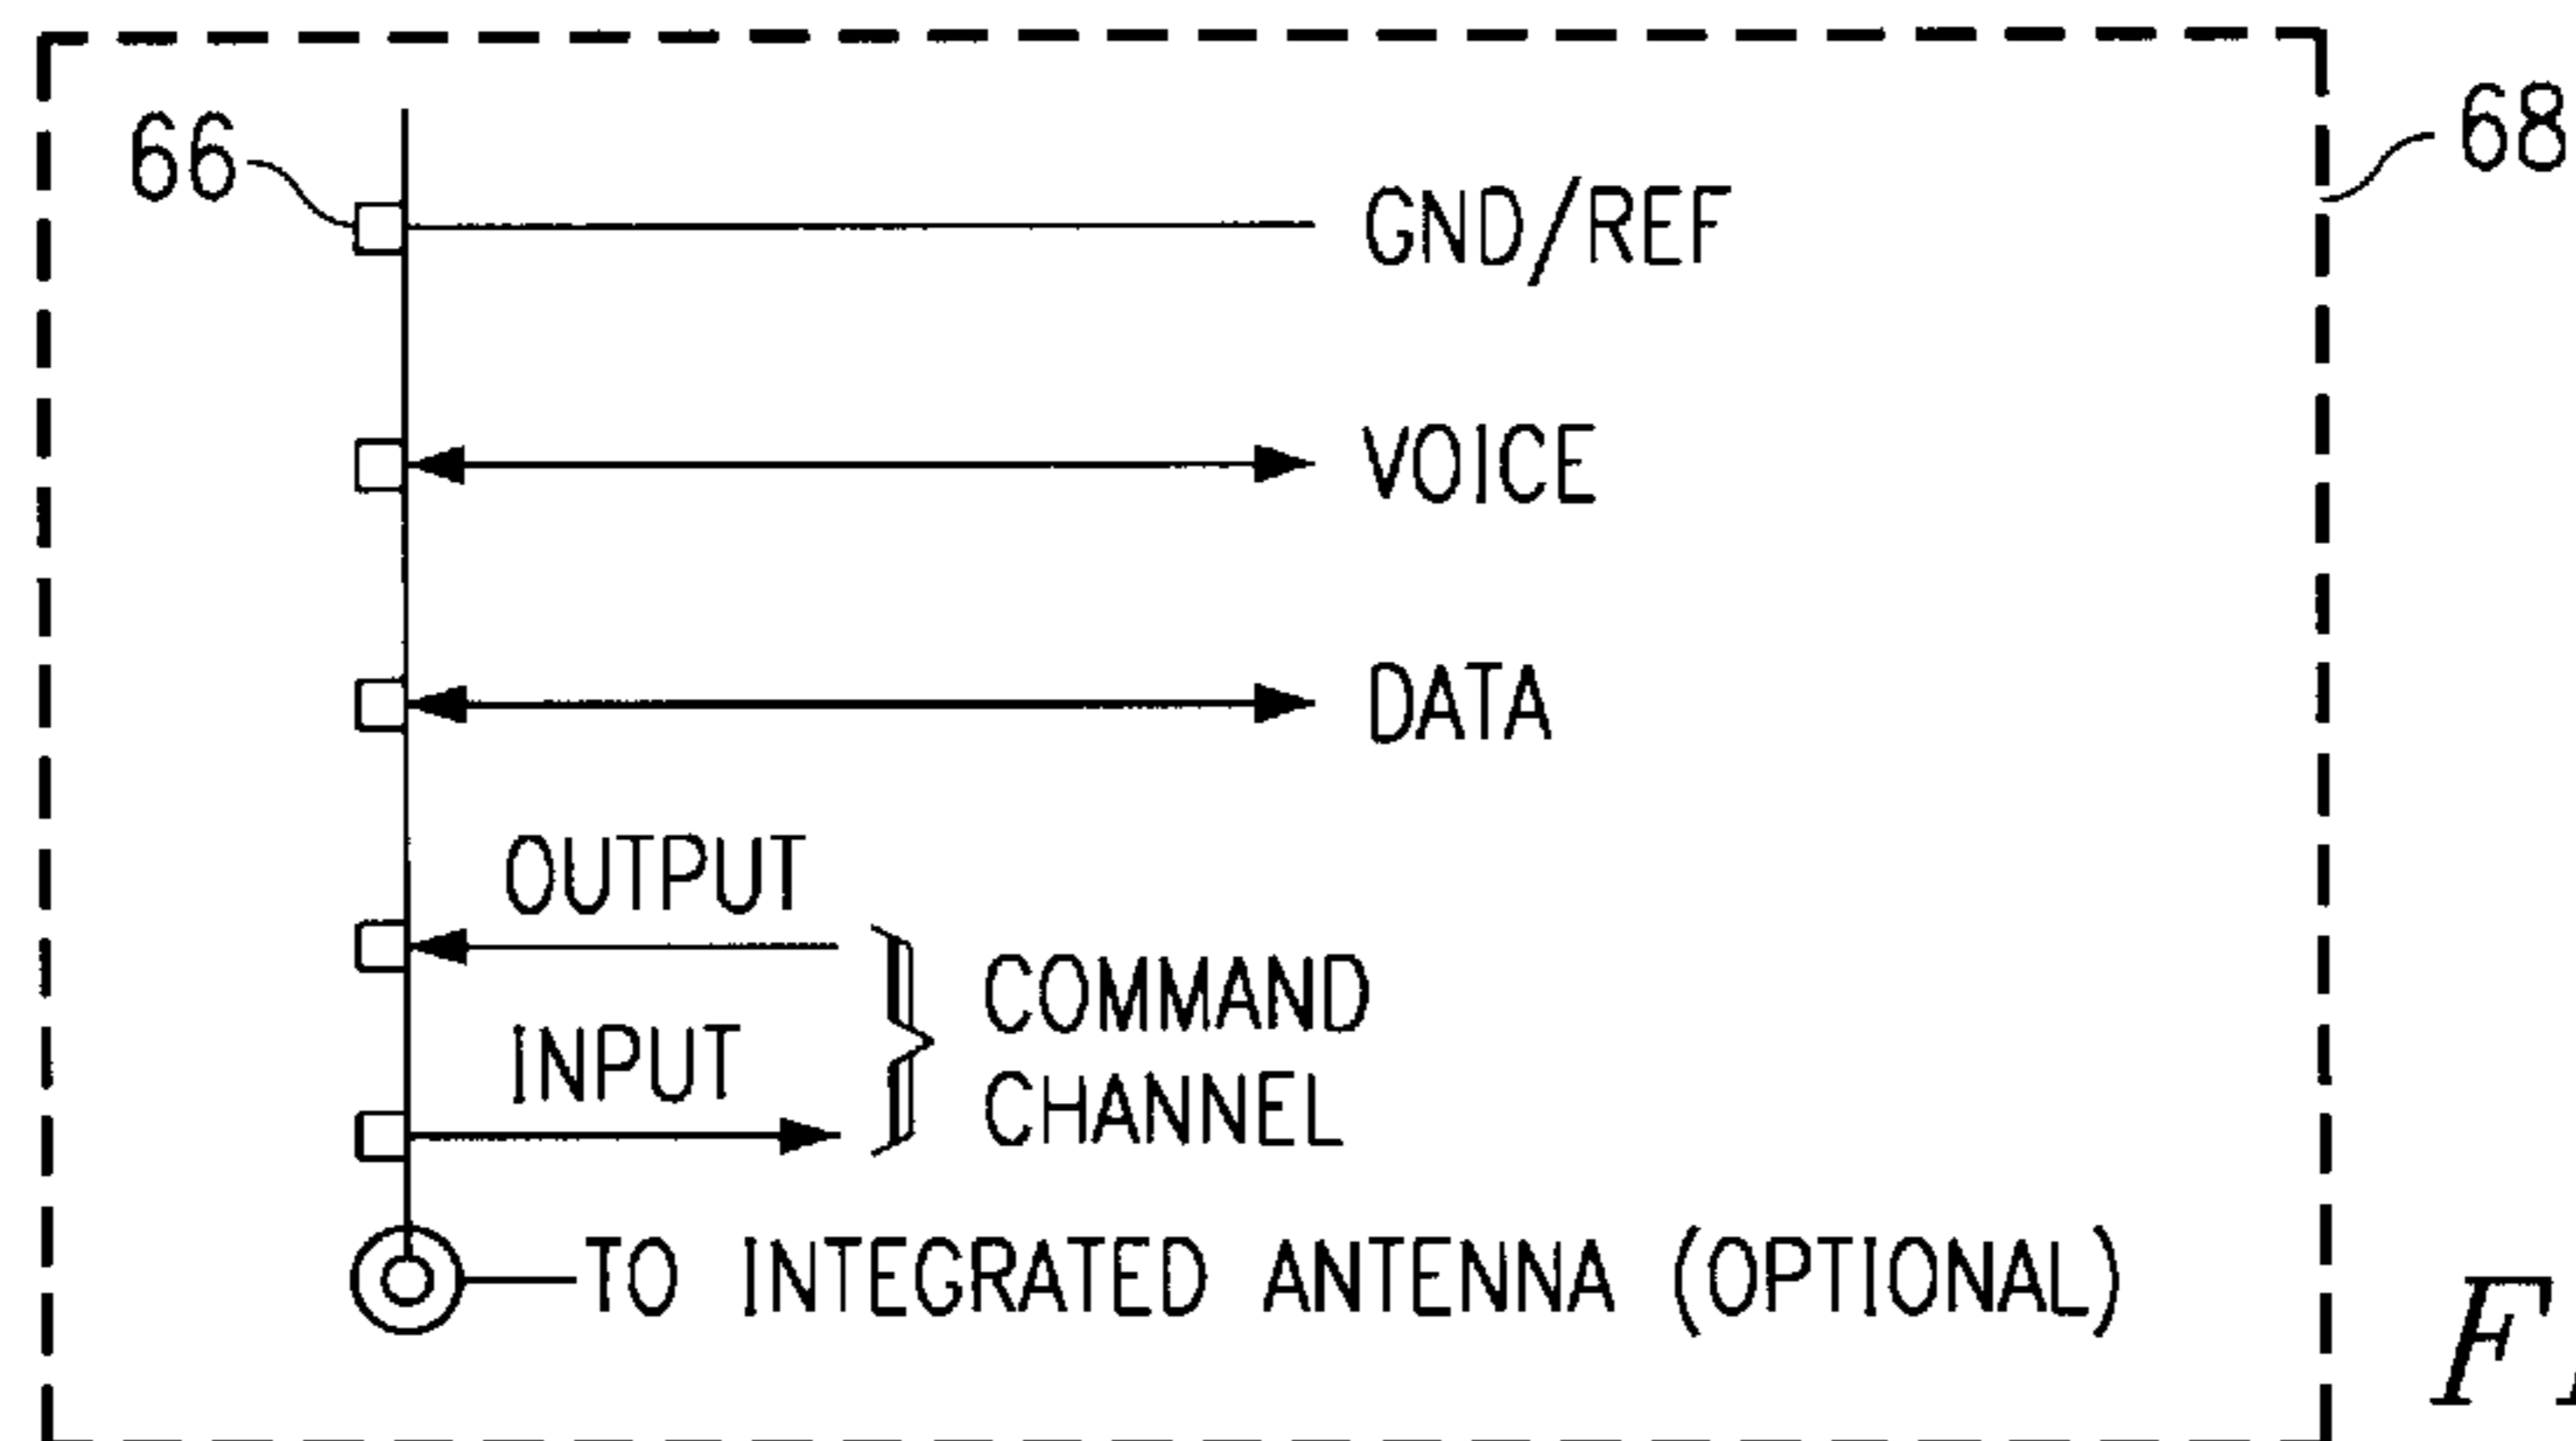 66
68
GND/REF
VOICE
DATA
OUTPUT
INPUT
COMMAND
CHANNEL
TO INTEGRATED ANTENNA (OPTIONAL)